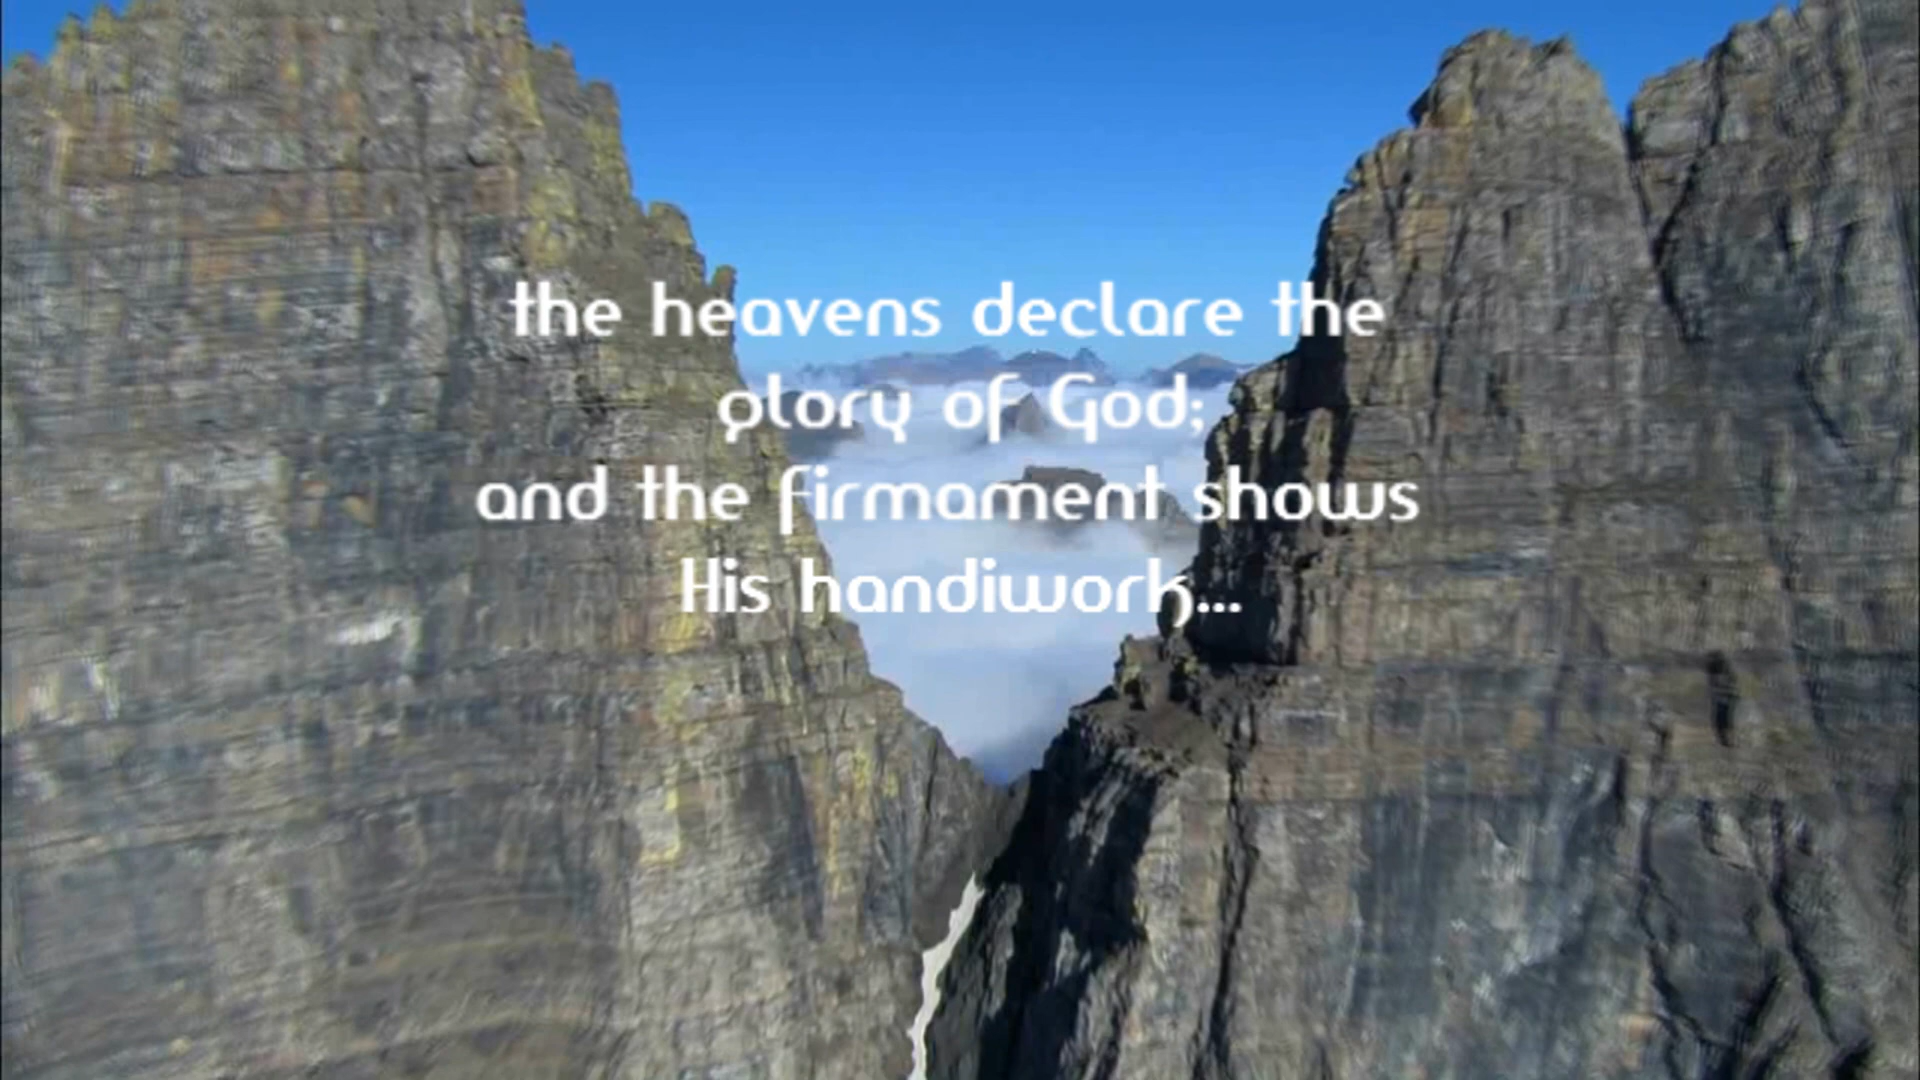 the heavens declare the
glory of God;
and the firmament shows
His handiwork...